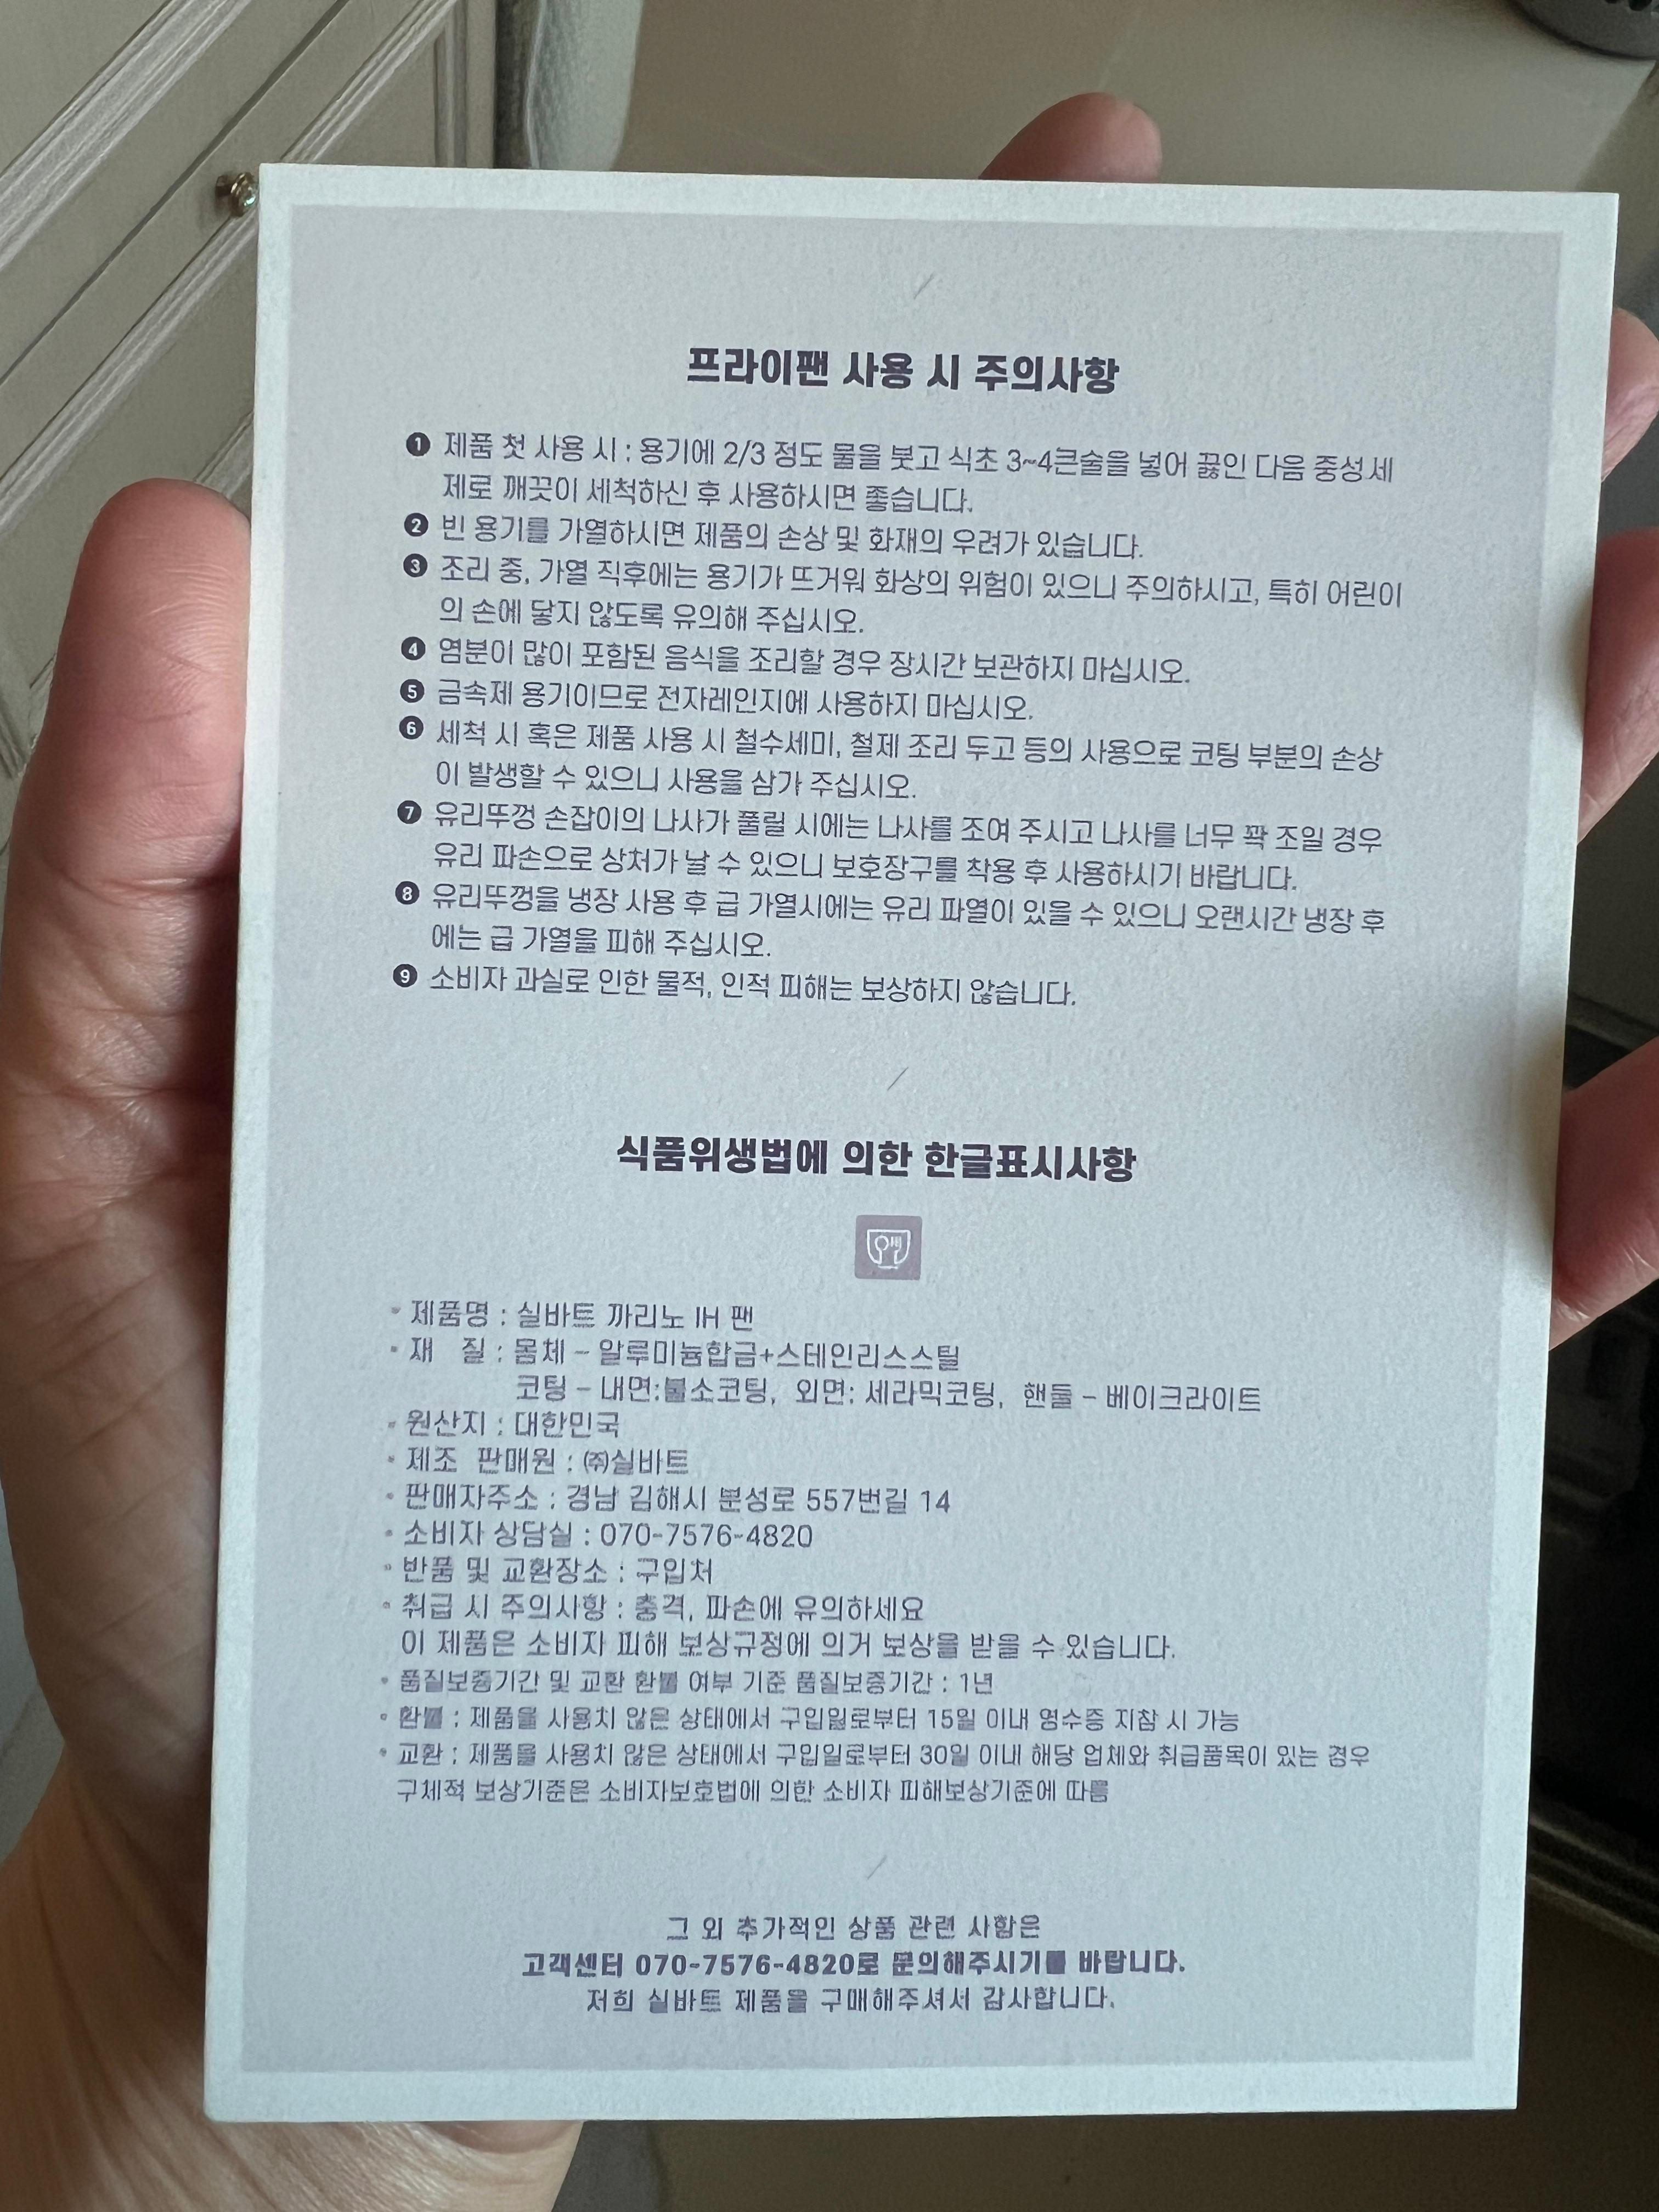 프라이팬 사용 시 주의사항
❶ 제품 첫 사용 시 : 용기에 2/3 정도 물을 붓고 식초 3~4큰술을 넣어 끓인 다음 중성세
제로 깨끗이 세척하신 후 사용하시면 좋습니다.
❷ 빈 용기를 가열하시면 제품의 손상 및 화재의 우려가 있습니다.
❸ 조리 중, 가열 직후에는 용기가 뜨거워 화상의 위험이 있으니 주의하시고, 특히 어린이
의 손에 닿지 않도록 유의해 주십시오.
❹ 염분이 많이 포함된 음식을 조리할 경우 장시간 보관하지 마십시오.
❺ 금속제 용기이므로 전자레인지에 사용하지 마십시오.
❻ 세척 시 혹은 제품 사용 시 철수세미, 철제 조리 두고 등의 사용으로 코팅 부분의 손상
이 발생할 수 있으니 사용을 삼가 주십시오.
❼ 유리뚜껑 손잡이의 나사가 풀릴 시에는 나사를 조여 주시고 나사를 너무 꽉 조일 경우
유리 파손으로 상처가 날 수 있으니 보호장구를 착용 후 사용하시기 바랍니다.
❽ 유리뚜껑을 냉장 사용 후 급 가열시에는 유리 파열이 있을 수 있으니 오랜시간 냉장 후
에는 급 가열을 피해 주십시오.
❾ 소비자 과실로 인한 물적, 인적 피해는 보상하지 않습니다.
식품위생법에 의한 한글표시사항
• 제품명 : 실바트 까리노 IH 팬
• 재 질 : 몸체 – 알루미늄합금+스테인리스스틸
코팅 – 내면:불소코팅, 외면: 세라믹코팅, 핸들 – 베이크라이트
• 원산지 : 대한민국
• 제조 판매원 : ㈜실바트
• 판매자주소 : 경남 김해시 분성로 557번길 14
• 소비자 상담실 : 070-7576-4820
• 반품 및 교환장소 : 구입처
• 취급 시 주의사항 : 충격, 파손에 유의하세요
이 제품은 소비자 피해 보상규정에 의거 보상을 받을 수 있습니다.
• 품질보증기간 및 교환 환불 여부 기준 품질보증기간 : 1년
• 환불 : 제품을 사용치 않은 상태에서 구입일로부터 15일 이내 영수증 지참 시 가능
• 교환 : 제품을 사용치 않은 상태에서 구입일로부터 30일 이내 해당 업체와 취급품목이 있는 경우
구체적 보상기준은 소비자보호법에 의한 소비자 피해보상기준에 따름
그 외 추가적인 상품 관련 사항은
고객센터 070-7576-4820로 문의해주시기를 바랍니다.
저희 실바트 제품을 구매해주셔서 감사합니다.